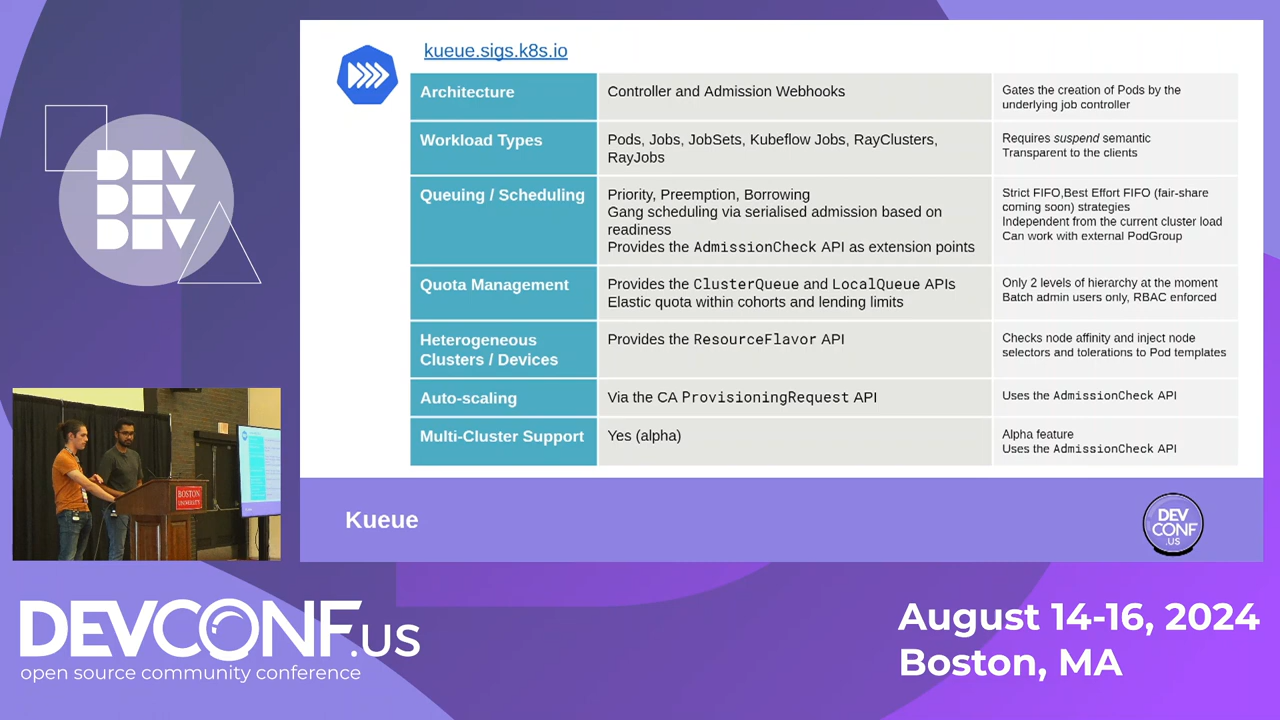 kueue.sigs.k8s.io
Architecture
Controller and Admission Webhooks
Gates the creation of Pods by the
underlying job controller
Workload Types
Pods, Jobs, JobSets, Kubeflow Jobs, RayClusters,
RayJobs
Requires suspend semantic
Transparent to the clients
Queuing / Scheduling
Priority, Preemption, Borrowing
Gang scheduling via serialised admission based on
readiness
Provides the AdmissionCheck API as extension points
Strict FIFO,Best Effort FIFO (fair-share
coming soon) strategies
Independent from the current cluster load
Can work with external PodGroup
Quota Management
Provides the ClusterQueue and LocalQueue APIs
Elastic quota within cohorts and lending limits
Only 2 levels of hierarchy at the moment
Batch admin users only, RBAC enforced
Heterogeneous
Clusters / Devices
Provides the ResourceFlavor API
Checks node affinity and inject node
selectors and tolerations to Pod templates
Auto-scaling
Via the CA ProvisioningRequest API
Uses the AdmissionCheck API
Multi-Cluster Support
Yes (alpha)
Alpha feature
Uses the AdmissionCheck API
Kueue
DEV
CONF
.US
DEV
DEV
DEV
BOSTON
UNIVERSITY
DEVCONF.US
open source community conference
August 14-16, 2024
Boston, MA